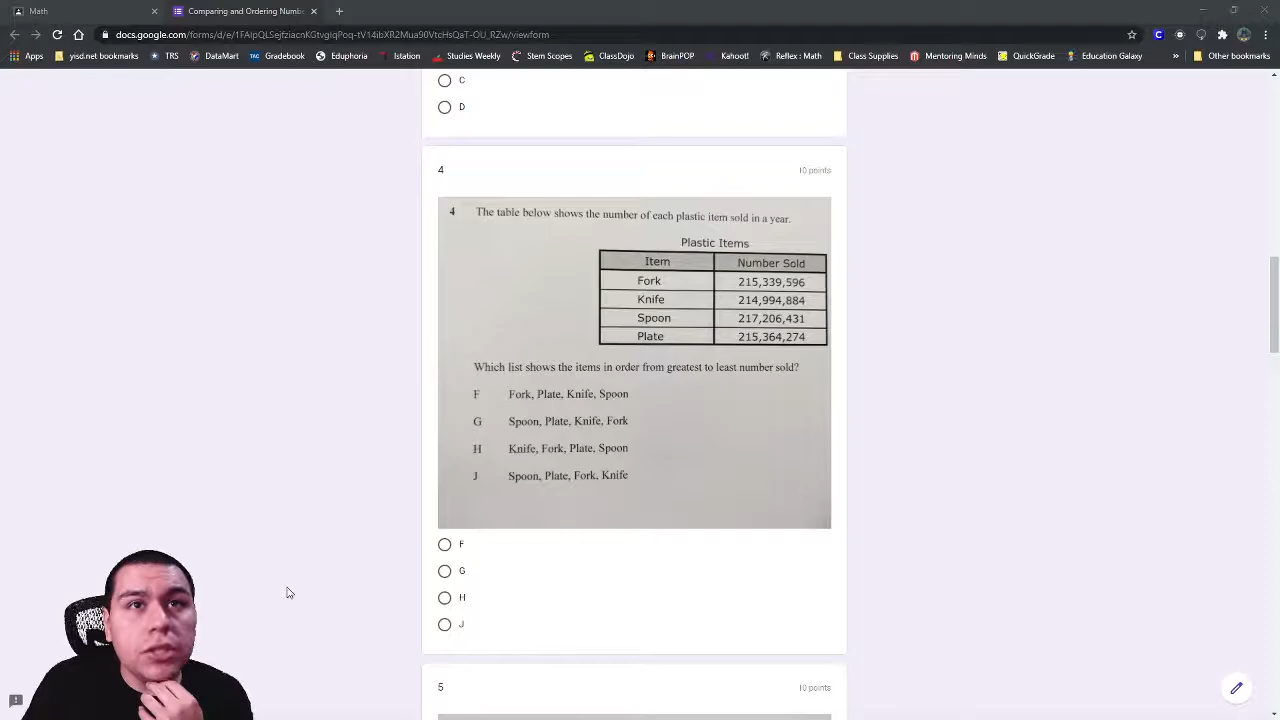 Math
Comparing and Ordering Numbe
docs.google.com/forms/d/e/
/viewform
Apps
yisd.net bookmarks
TRS
DataMart
TAG
Gradebook
Eduphoria
Istation
Studies Weekly
Stem Scopes
ClassDojo
BrainPOP
Kahoot!
Reflex : Math
Class Supplies
Mentoring Minds
QuickGrade
Education Galaxy
Other bookmarks
C
D
4
10 points
4 The table below shows the number of each plastic item sold in a year.
Plastic Items
Item Number Sold
Fork 215,339,596
Knife 214,994,884
Spoon 217,206,431
Plate 215,364,274
Which list shows the items in order from greatest to least number sold?
F Fork, Plate, Knife, Spoon
G Spoon, Plate, Knife, Fork
H Knife, Fork, Plate, Spoon
J Spoon, Plate, Fork, Knife
F
G
H
J
5
10 points